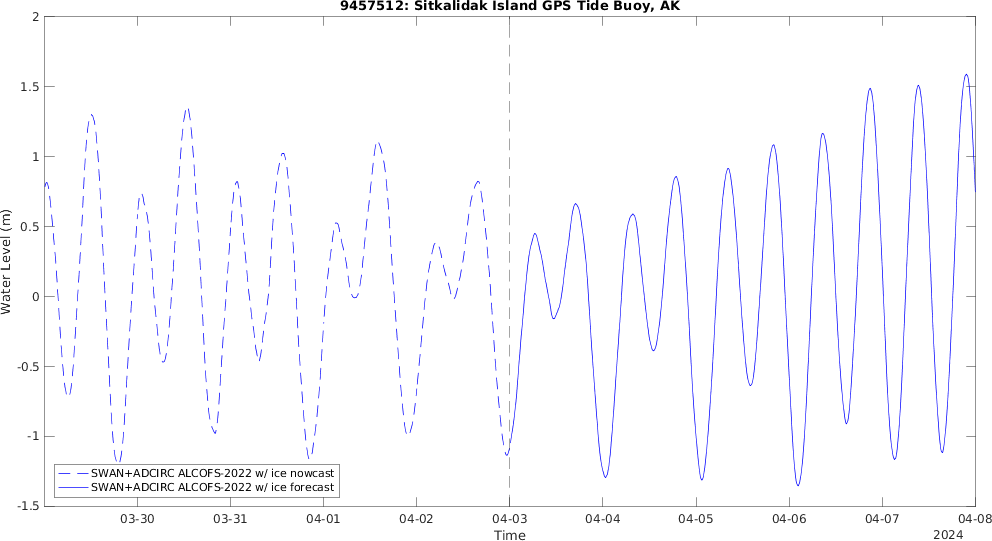 9457512: Sitkalidak Island GPS Tide Buoy, AK
2
1.5
1
0.5
0
-0.5
-1
-1.5
Water Level (m)
SWAN+ADCIRC ALCOFS-2022 w/ ice nowcast
SWAN+ADCIRC ALCOFS-2022 w/ ice forecast
03-30 03-31 04-01 04-02 04-03 04-04 04-05 04-06 04-07 04-08
Time
2024